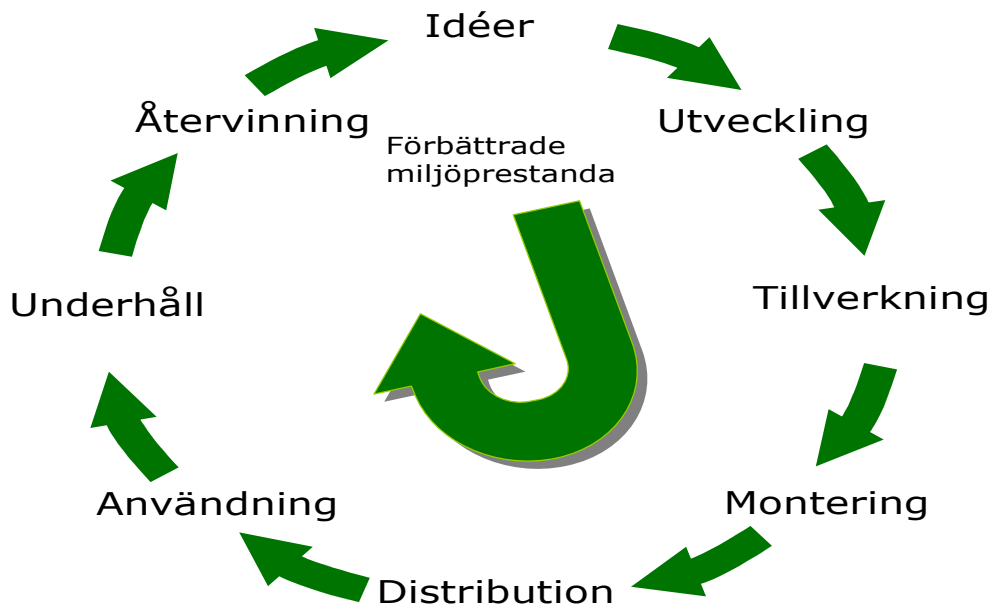 Idéer
Utveckling
Tillverkning
Montering
Distribution
Användning
Underhåll
Återvinning
Förbättrade
miljöprestanda